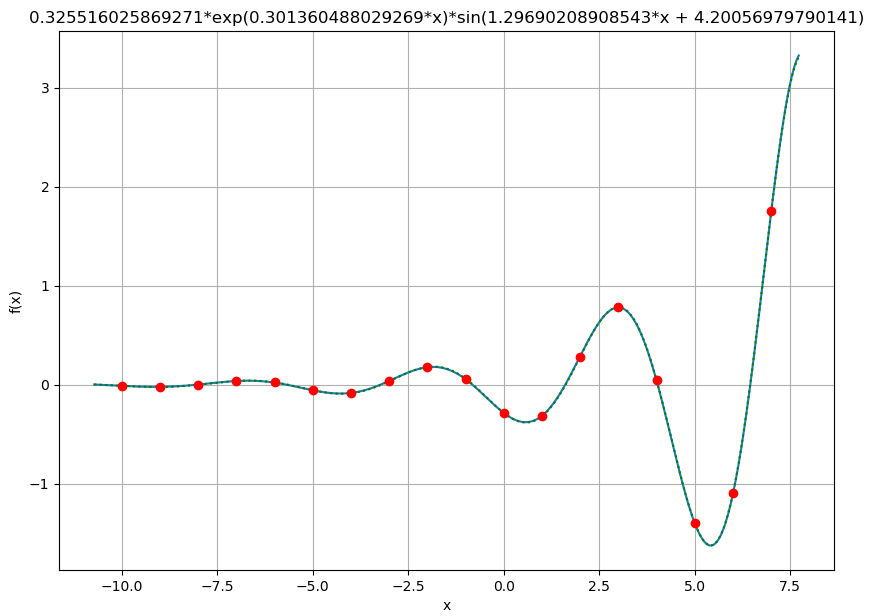 0.325516025869271*exp(0.301360488029269*x)*sin(1.29690208908543*x + 4.20056979790141)
f(x)
3
2
1
0
−1
−10.0 −7.5 −5.0 −2.5 0.0 2.5 5.0 7.5
x